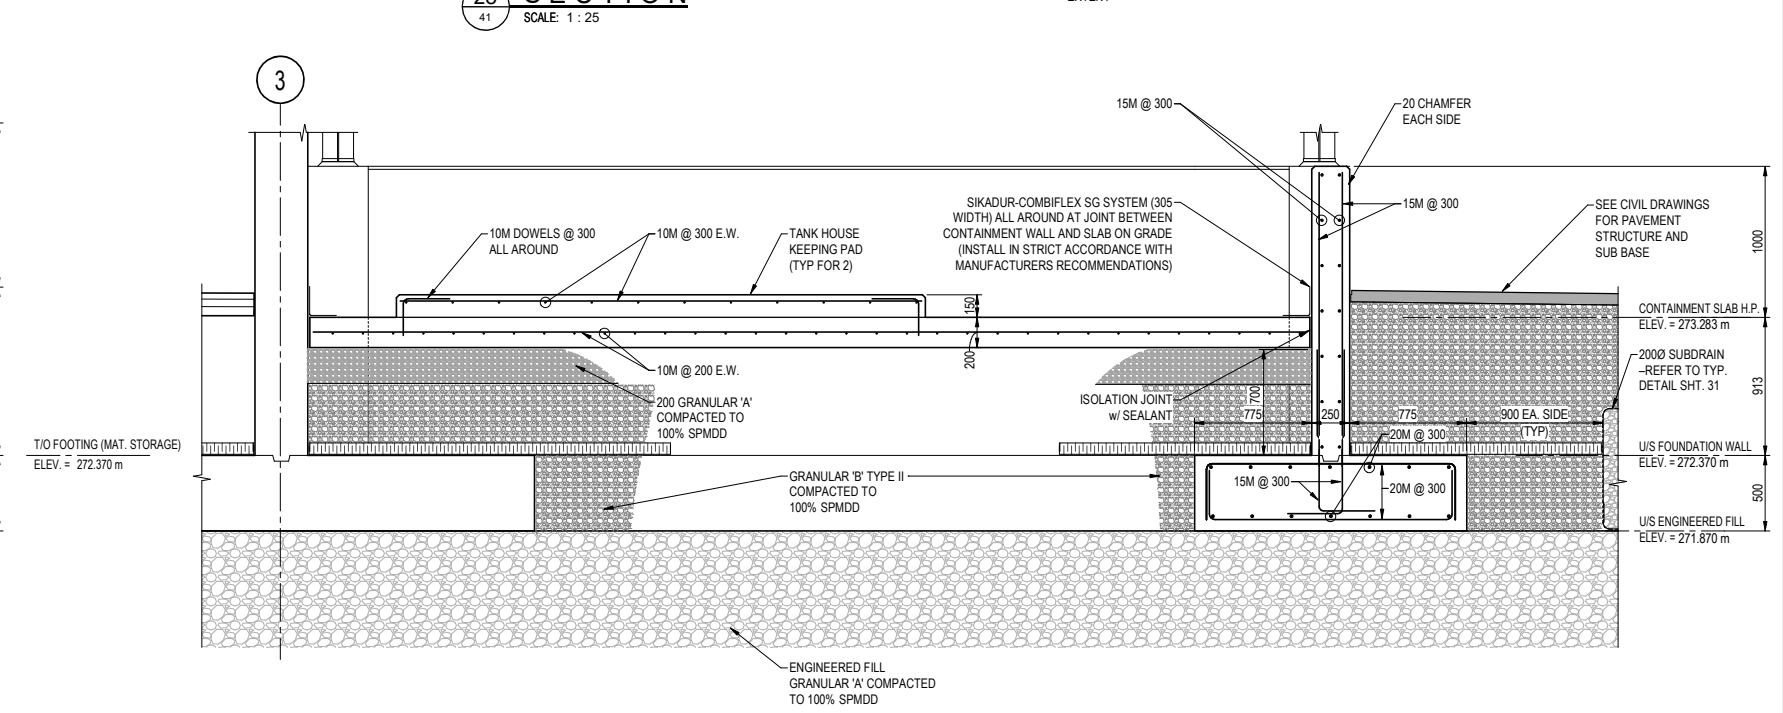 SECTION
41
SCALE: 1 : 25
3
15M @ 300
20 CHAMFER
EACH SIDE
SIKADUR-COMBIFLEX SG SYSTEM (305
WIDTH) ALL AROUND AT JOINT BETWEEN
CONTAINMENT WALL AND SLAB ON GRADE
(INSTALL IN STRICT ACCORDANCE WITH
MANUFACTURERS RECOMMENDATIONS)
15M @ 300
SEE CIVIL DRAWINGS
FOR PAVEMENT
STRUCTURE AND
SUB BASE
1000
10M DOWELS @ 300
ALL AROUND
10M @ 300 E.W.
TANK HOUSE
KEEPING PAD
(TYP FOR 2)
150
CONTAINMENT SLAB H.P.
ELEV. = 273.283 m
200
10M @ 200 E.W.
200Ø SUBDRAIN
–REFER TO TYP.
DETAIL SHT. 31
913
200 GRANULAR 'A'
COMPACTED TO
100% SPMDD
ISOLATION JOINT
w/ SEALANT
700
775
250
775
900 EA. SIDE
(TYP)
20M @ 300
T/O FOOTING (MAT. STORAGE)
ELEV. = 272.370 m
U/S FOUNDATION WALL
ELEV. = 272.370 m
GRANULAR 'B' TYPE II
COMPACTED TO
100% SPMDD
15M @ 300
20M @ 300
500
U/S ENGINEERED FILL
ELEV. = 271.870 m
ENGINEERED FILL
GRANULAR 'A' COMPACTED
TO 100% SPMDD